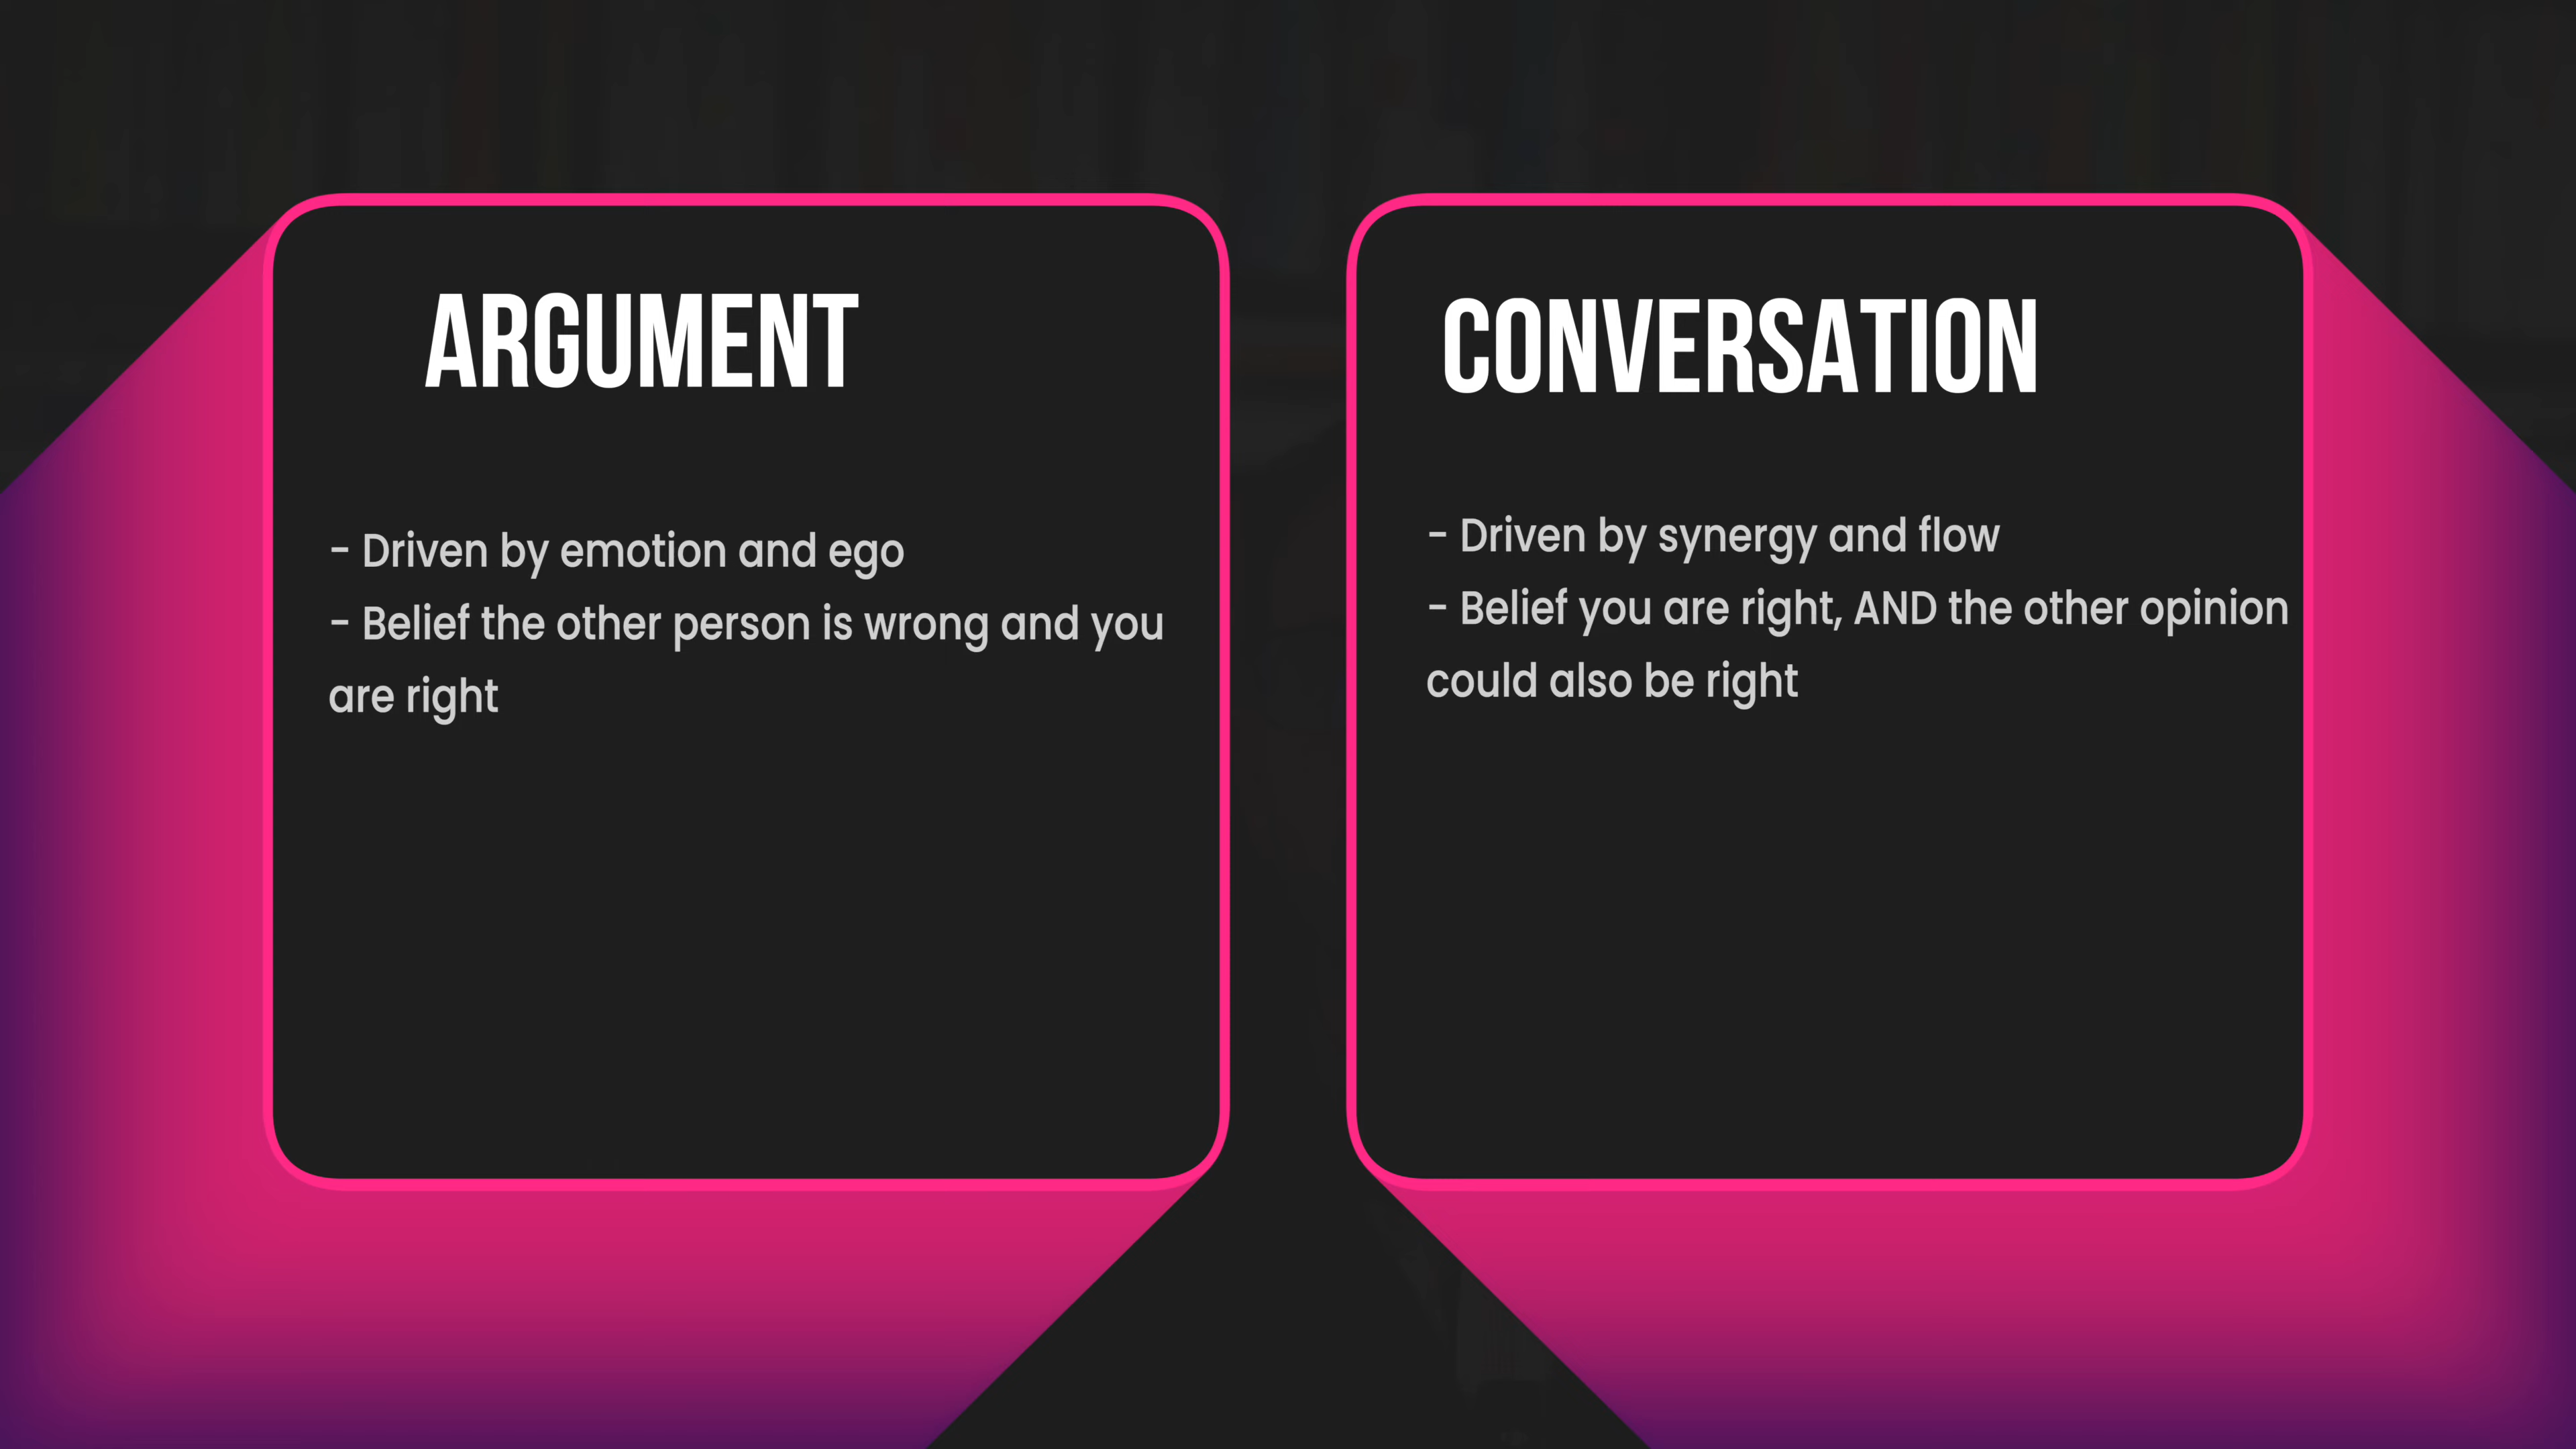 ARGUMENT
- Driven by emotion and ego
- Belief the other person is wrong and you
are right
CONVERSATION
- Driven by synergy and flow
- Belief you are right, AND the other opinion
could also be right